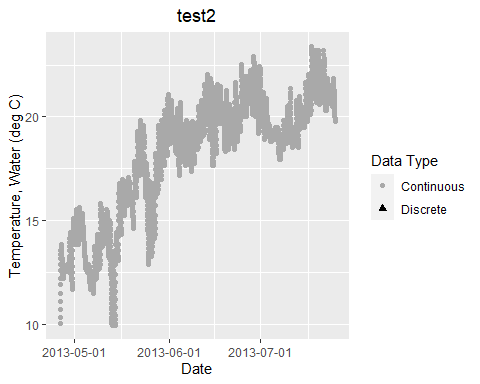 test2
Temperature, Water (deg C)
20
15
10
2013-05-01
2013-06-01
2013-07-01
Date
Data Type
Continuous
Discrete